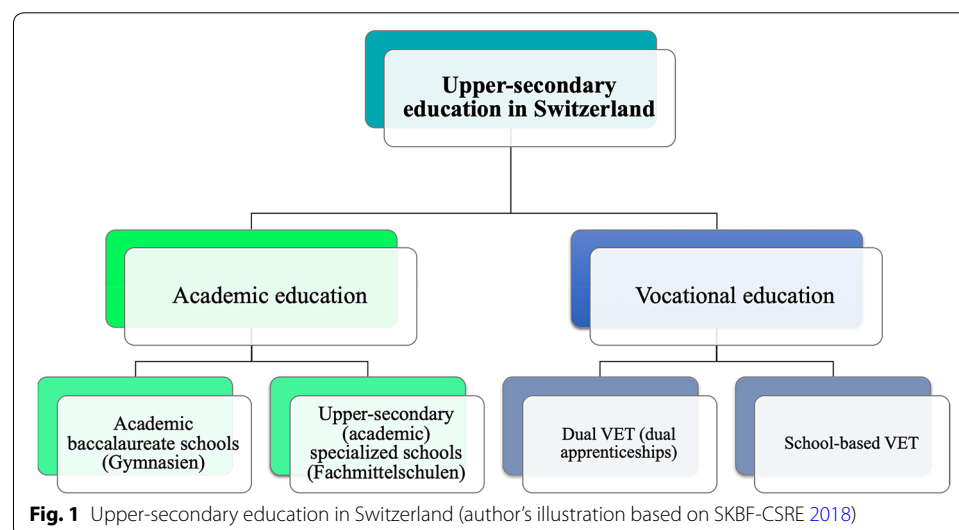 Upper-secondary
education in Switzerland
Academic education
Vocational education
Academic
baccalaureate schools
(Gymnasien)
Upper-secondary
(academic)
specialized schools
(Fachmittelschulen)
Dual VET (dual
apprenticeships)
School-based VET
Fig. 1 Upper-secondary education in Switzerland (author's illustration based on SKBF-CSRE 2018)